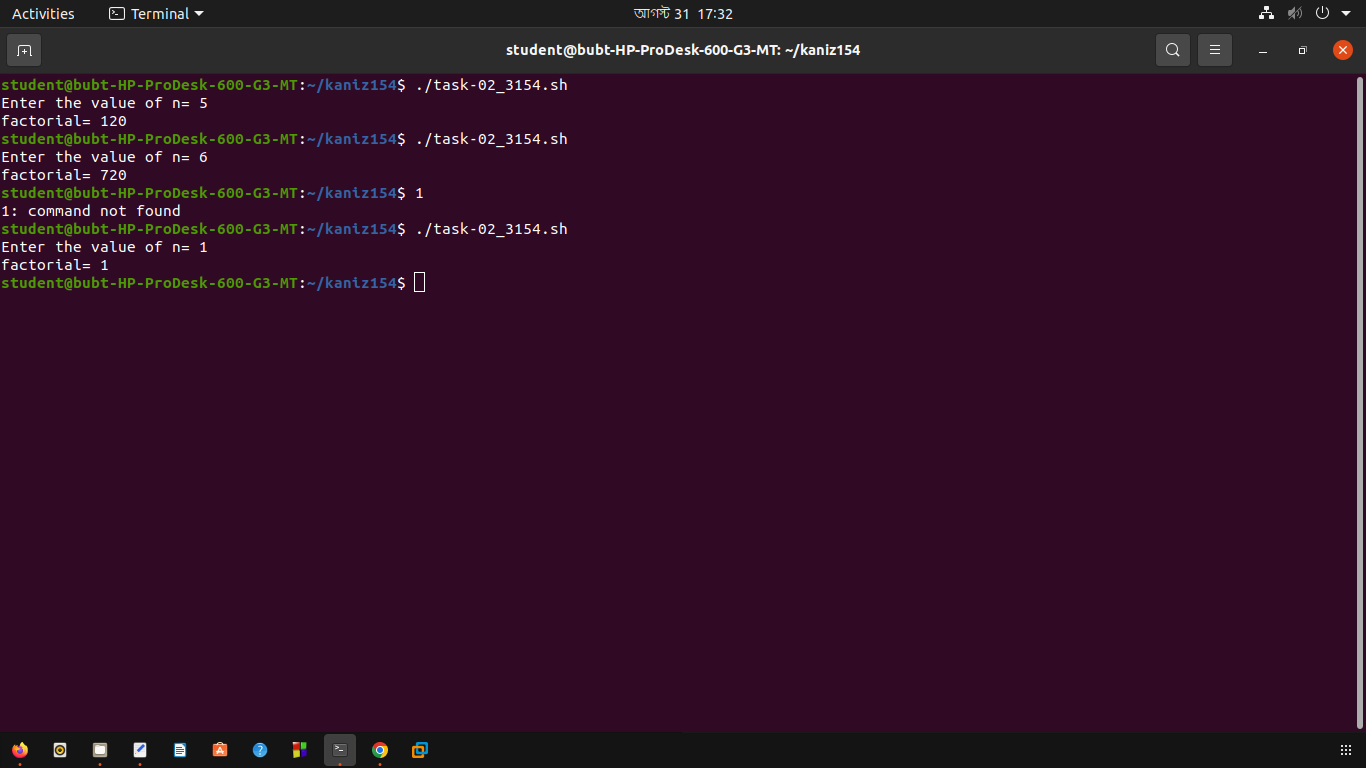 Activities Terminal আগস্ট 31 17:32
student@bubt-HP-ProDesk-600-G3-MT: ~/kaniz154
student@bubt-HP-ProDesk-600-G3-MT:~/kaniz154$ ./task-02_3154.sh
Enter the value of n= 5
factorial= 120
student@bubt-HP-ProDesk-600-G3-MT:~/kaniz154$ ./task-02_3154.sh
Enter the value of n= 6
factorial= 720
student@bubt-HP-ProDesk-600-G3-MT:~/kaniz154$ 1
1: command not found
student@bubt-HP-ProDesk-600-G3-MT:~/kaniz154$ ./task-02_3154.sh
Enter the value of n= 1
factorial= 1
student@bubt-HP-ProDesk-600-G3-MT:~/kaniz154$